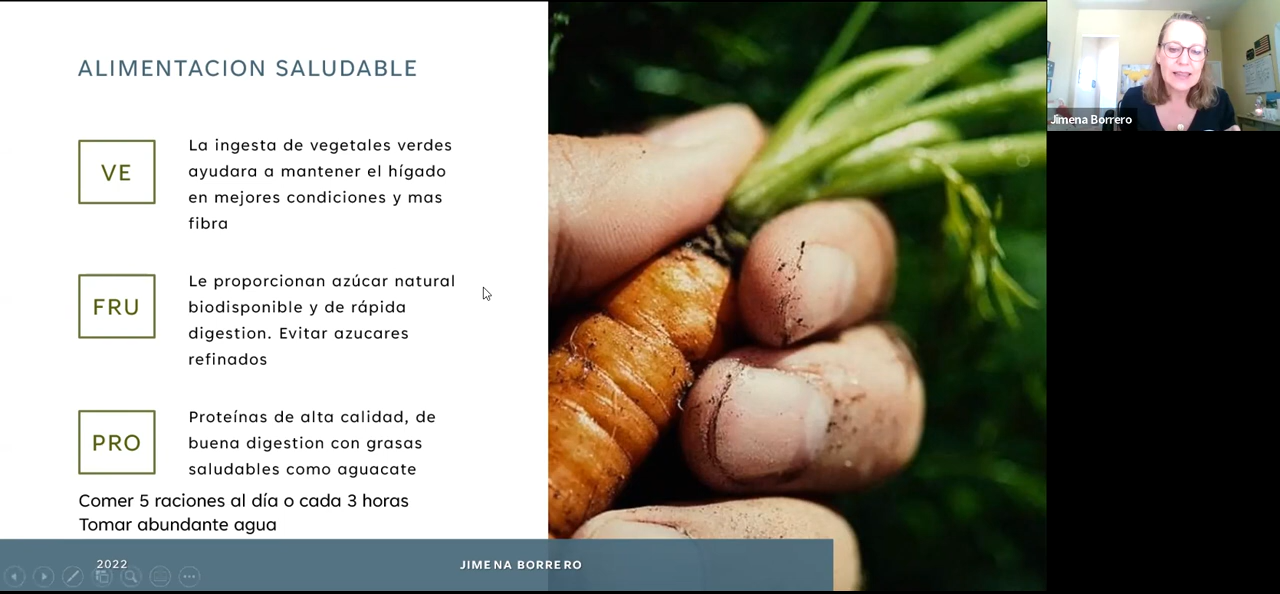 ALIMENTACION SALUDABLE
VE
La ingesta de vegetales verdes
ayudara a mantener el hígado
en mejores condiciones y mas
fibra
FRU
Le proporcionan azúcar natural
biodisponible y de rápida
digestion. Evitar azucares
refinados
PRO
Proteínas de alta calidad, de
buena digestion con grasas
saludables como aguacate
Comer 5 raciones al día o cada 3 horas
Tomar abundante agua
2022
JIMENA BORRERO
Jimena Borrero